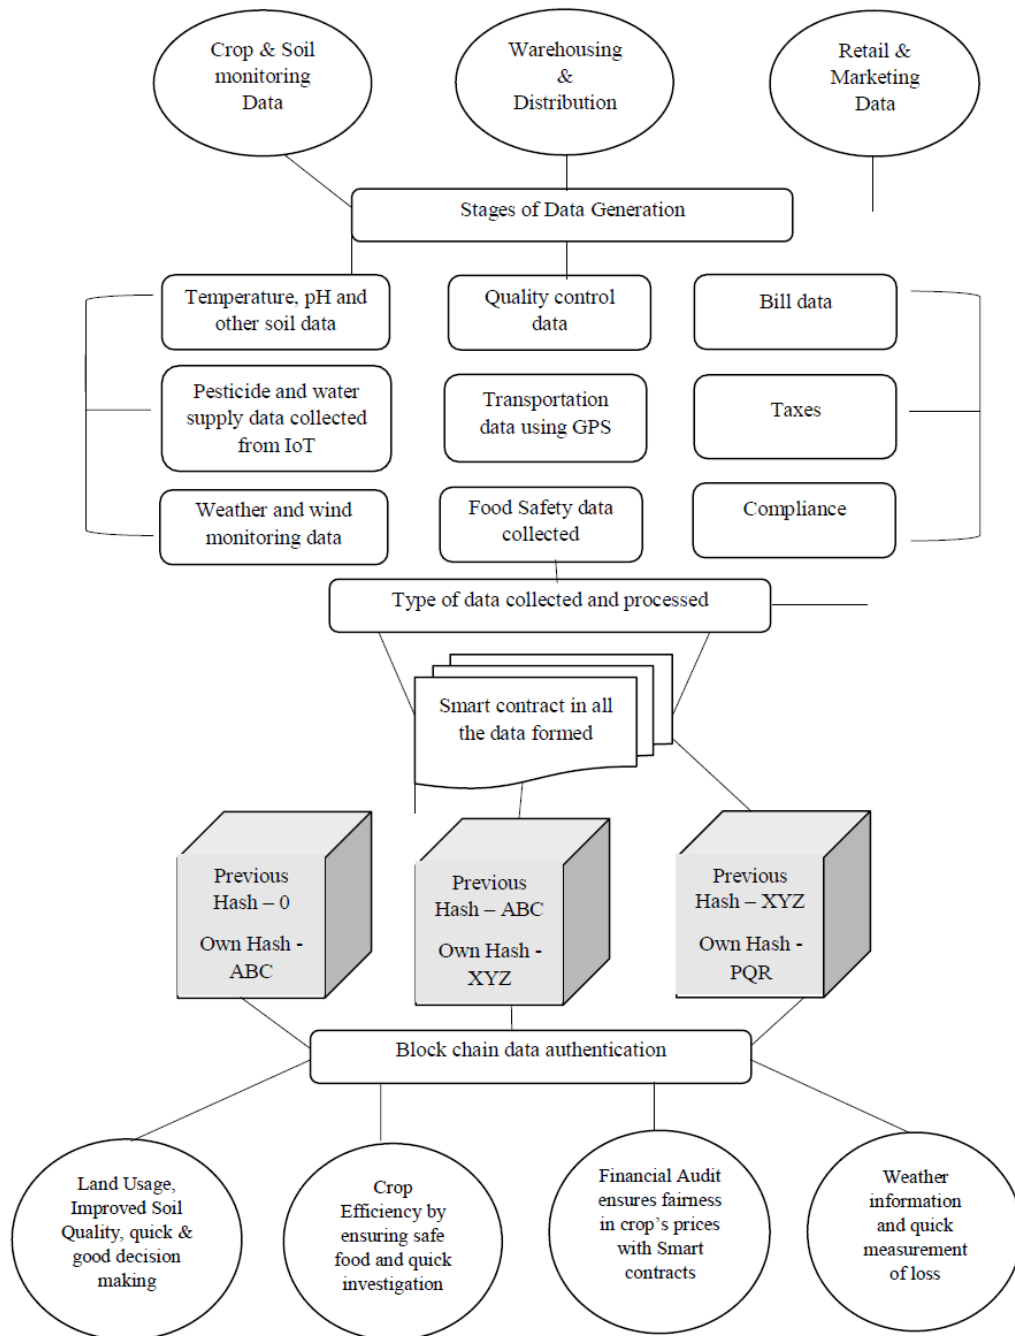 Crop & Soil
monitoring
Data
Warehousing
&
Distribution
Retail &
Marketing
Data
Stages of Data Generation
Temperature, pH and
other soil data
Quality control
data
Bill data
Pesticide and water
supply data collected
from IoT
Transportation
data using GPS
Taxes
Weather and wind
monitoring data
Food Safety data
collected
Compliance
Type of data collected and processed
Smart contract in all
the data formed
Previous
Hash – 0
Own Hash -
ABC
Previous
Hash – ABC
Own Hash -
XYZ
Previous
Hash – XYZ
Own Hash -
PQR
Block chain data authentication
Land Usage,
Improved Soil
Quality, quick &
good decision
making
Crop
Efficiency by
ensuring safe
food and quick
investigation
Financial Audit
ensures fairness
in crop's prices
with Smart
contracts
Weather
information
and quick
measurement
of loss